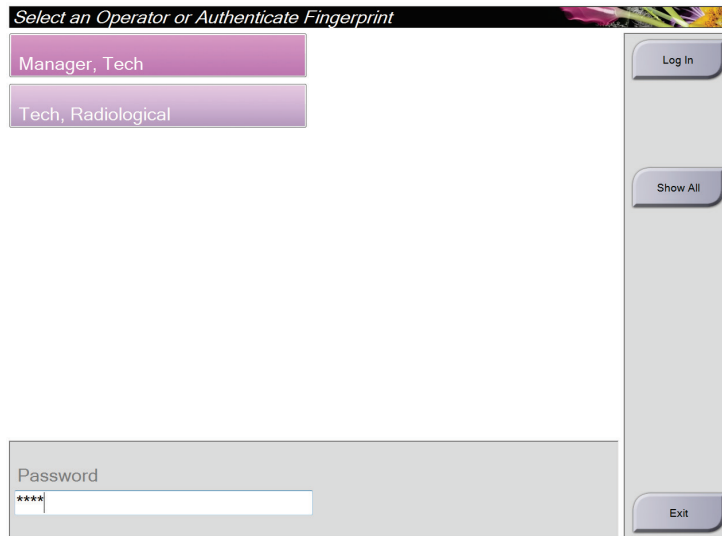 Select an Operator or Authenticate Fingerprint
Manager, Tech
Log In
Tech, Radiological
Show All
Password
****
Exit